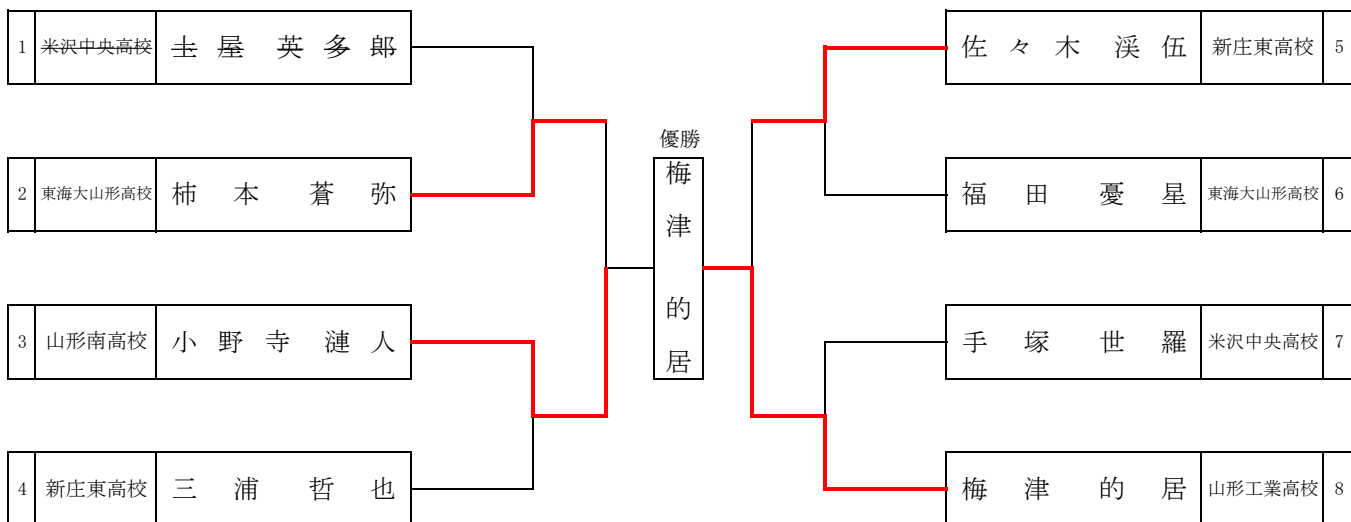 1 米沢中央高校 土屋 英多郎
2 東海大山形高校 柿本 蒼弥
3 山形南高校 小野寺 漣人
4 新庄東高校 三浦 哲也
優勝
梅津 的居
佐々木 渓伍 新庄東高校 5
福田 憂星 東海大山形高校 6
手塚 世羅 米沢中央高校 7
梅津 的居 山形工業高校 8